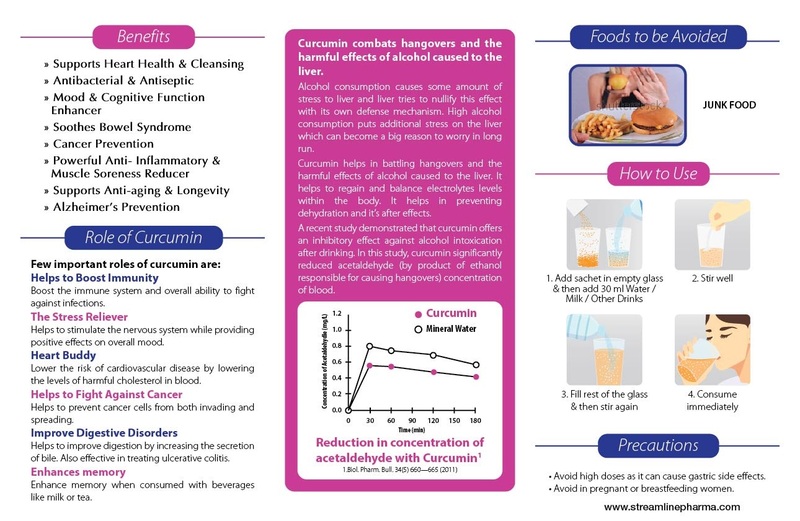 Benefits
» Supports Heart Health & Cleansing
» Antibacterial & Antiseptic
» Mood & Cognitive Function
Enhancer
» Soothes Bowel Syndrome
» Cancer Prevention
» Powerful Anti- Inflammatory &
Muscle Soreness Reducer
» Supports Anti-aging & Longevity
» Alzheimer's Prevention
Role of Curcumin
Few important roles of curcumin are:
Helps to Boost Immunity
Boost the immune system and overall ability to fight
against infections.
The Stress Reliever
Helps to stimulate the nervous system while providing
positive effects on overall mood.
Heart Buddy
Lower the risk of cardiovascular disease by lowering
the levels of harmful cholesterol in blood.
Helps to Fight Against Cancer
Helps to prevent cancer cells from both invading and
spreading.
Improve Digestive Disorders
Helps to improve digestion by increasing the secretion
of bile. Also effective in treating ulcerative colitis.
Enhances memory
Enhance memory when consumed with beverages
like milk or tea.
Curcumin combats hangovers and the
harmful effects of alcohol caused to the
liver.
Alcohol consumption causes some amount of
stress to liver and liver tries to nullify this effect
with its own defense mechanism. High alcohol
consumption puts additional stress on the liver
which can become a big reason to worry in long
run.
Curcumin helps in battling hangovers and the
harmful effects of alcohol caused to the liver. It
helps to regain and balance electrolytes levels
within the body. It helps in preventing
dehydration and it's after effects.
A recent study demonstrated that curcumin offers
an inhibitory effect against alcohol intoxication
after drinking. In this study, curcumin significantly
reduced acetaldehyde (by product of ethanol
responsible for causing hangovers) concentration
of blood.
Concentration of Acetaldehyde (mg/L)
1.2
1.0
0.8
0.6
0.4
0.2
0.0
Curcumin
Mineral Water
0 30 60 90 120 150 180
Time (min)
Reduction in concentration of
acetaldehyde with Curcumin¹
1.Biol. Pharm. Bull. 34(5) 660—665 (2011)
Foods to be Avoided
shutterstock
JUNK FOOD
How to Use
1. Add sachet in empty glass
& then add 30 ml Water /
Milk / Other Drinks
2. Stir well
3. Fill rest of the glass
& then stir again
4. Consume
immediately
Precautions
• Avoid high doses as it can cause gastric side effects.
• Avoid in pregnant or breastfeeding women.
www.streamlinepharma.com